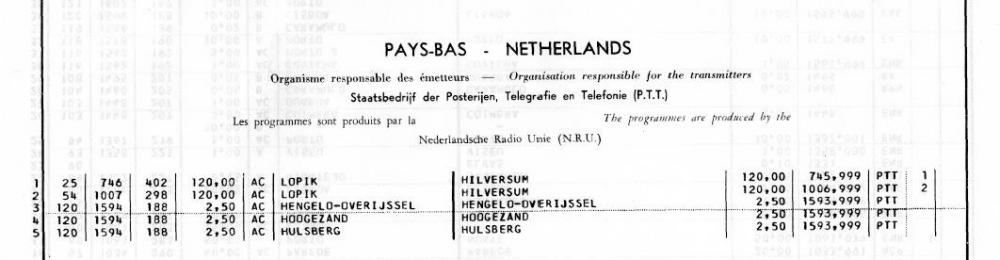 PAYS-BAS - NETHERLANDS
Organisme responsable des émetteurs — Organisation responsible for the transmitters
Staatsbedrijf der Posterijen, Telegrafie en Telefonie (P.T.T.)
Les programmes sont produits par la The programmes are produced by the
Nederlandsche Radio Unie (N.R.U.)
1 25 746 402 120,00 AC LOPIK HILVERSUM 120,00 745,999 PTT 1
2 54 1007 298 120,00 AC LOPIK HILVERSUM 120,00 1006,999 PTT 2
3 120 1594 188 2,50 AC HENGELO-OVERIJSSEL HENGELO-OVERIJSSEL 2,50 1593,999 PTT
4 120 1594 188 2,50 AC HOOGEZAND HOOGEZAND 2,50 1593,999 PTT
5 120 1594 188 2,50 AC HULSBERG HULSBERG 2,50 1593,999 PTT